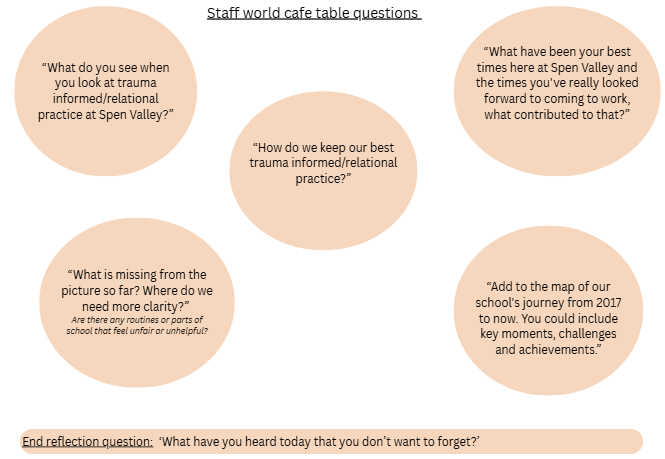 Staff world cafe table questions
“What do you see when
you look at trauma
informed/relational
practice at Spen Valley?”
“What have been your best
times here at Spen Valley and
the times you've really looked
forward to coming to work,
what contributed to that?”
“How do we keep our best
trauma informed/relational
practice?”
“What is missing from the
picture so far? Where do we
need more clarity?”
Are there any routines or parts of
school that feel unfair or unhelpful?
“Add to the map of our
school's journey from 2017
to now. You could include
key moments, challenges
and achievements.”
End reflection question: ‘What have you heard today that you don’t want to forget?’